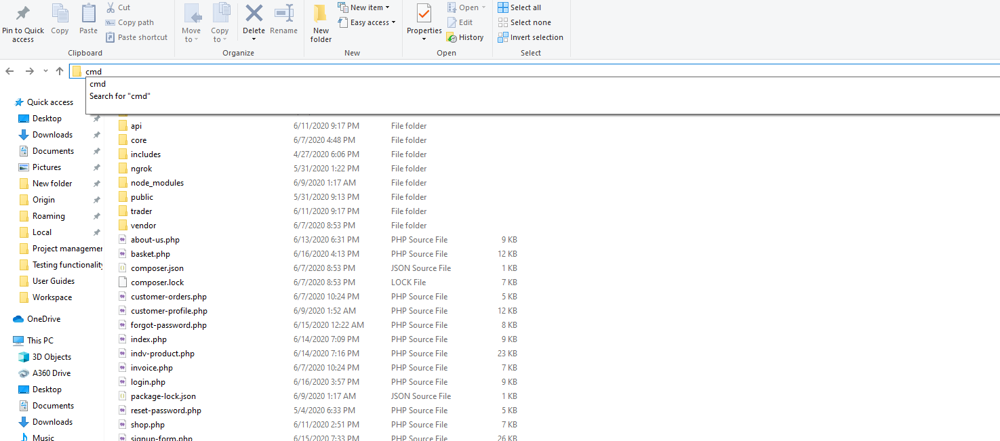 Pin to Quick access
Copy
Paste
Cut
Copy path
Paste shortcut
Clipboard
Move to
Copy to
Delete
Rename
Organize
New folder
New item
Easy access
New
Properties
Open
Edit
History
Open
Select all
Select none
Invert selection
Select
cmd
cmd
Search for "cmd"
Quick access
Desktop
Downloads
Documents
Pictures
New folder
Origin
Roaming
Local
Project managemen
Testing functionality
User Guides
Workspace
OneDrive
This PC
3D Objects
A360 Drive
Desktop
Documents
Downloads
Music
api 6/11/2020 9:17 PM File folder
core 6/7/2020 4:48 PM File folder
includes 4/27/2020 6:06 PM File folder
ngrok 5/31/2020 1:22 PM File folder
node_modules 6/9/2020 1:17 AM File folder
public 5/31/2020 9:13 PM File folder
trader 6/11/2020 9:17 PM File folder
vendor 6/7/2020 8:53 PM File folder
about-us.php 6/13/2020 6:31 PM PHP Source File 9 KB
basket.php 6/16/2020 4:13 PM PHP Source File 12 KB
composer.json 6/7/2020 8:53 PM JSON Source File 1 KB
composer.lock 6/7/2020 8:53 PM LOCK File 7 KB
customer-orders.php 6/7/2020 10:24 PM PHP Source File 5 KB
customer-profile.php 6/9/2020 1:52 AM PHP Source File 12 KB
forgot-password.php 6/15/2020 12:22 AM PHP Source File 8 KB
index.php 6/14/2020 7:09 PM PHP Source File 9 KB
indv-product.php 6/14/2020 7:16 PM PHP Source File 23 KB
invoice.php 6/7/2020 10:24 PM PHP Source File 7 KB
login.php 6/16/2020 3:57 PM PHP Source File 9 KB
package-lock.json 6/9/2020 1:17 AM JSON Source File 1 KB
reset-password.php 5/4/2020 6:33 PM PHP Source File 5 KB
shop.php 6/11/2020 2:51 PM PHP Source File 7 KB
signup-form.php 6/15/2020 7:33 PM PHP Source File 26 KB